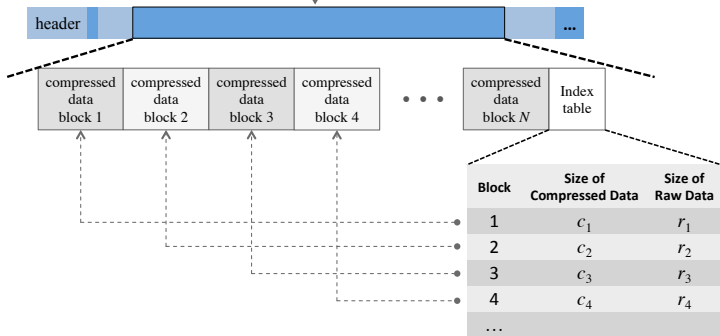 header
...
compressed
data
block 1
compressed
data
block 2
compressed
data
block 3
compressed
data
block 4
• • •
compressed
data
block N
Index
table
Block Size of Compressed Data Size of Raw Data
1 c₁ r₁
2 c₂ r₂
3 c₃ r₃
4 c₄ r₄
...